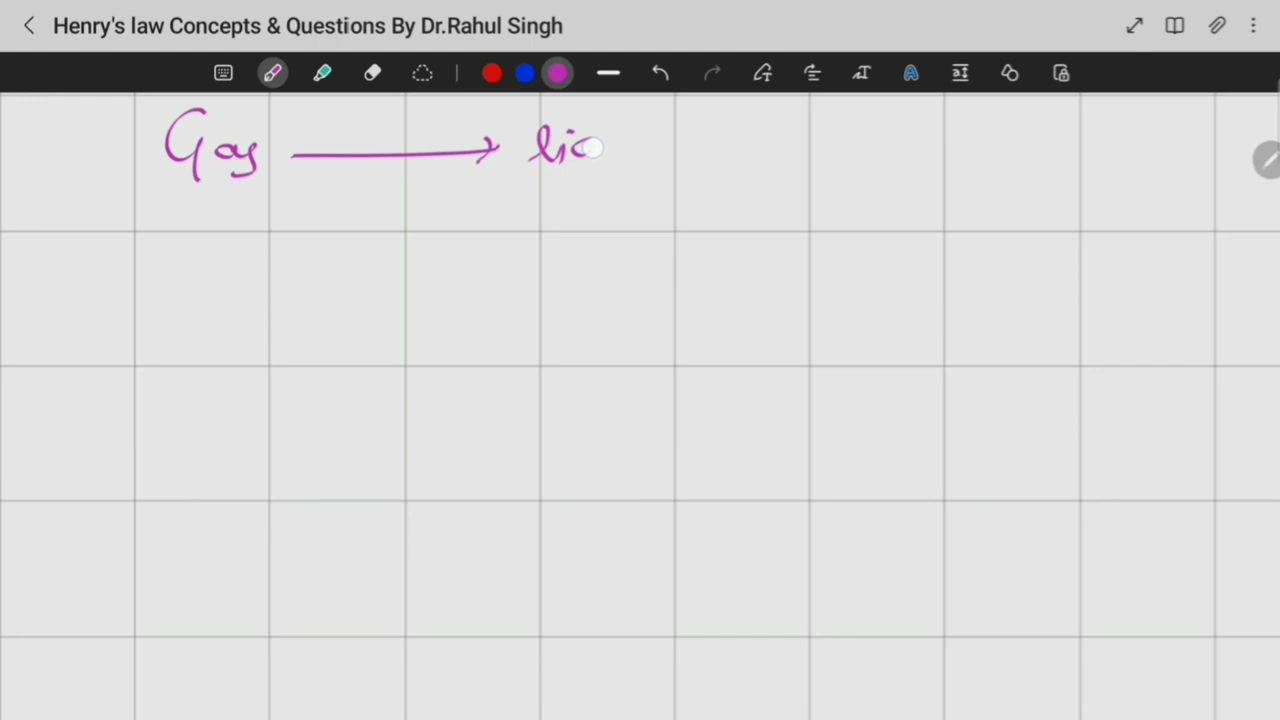 Henry's law Concepts & Questions By Dr.Rahul Singh
Gas → lic